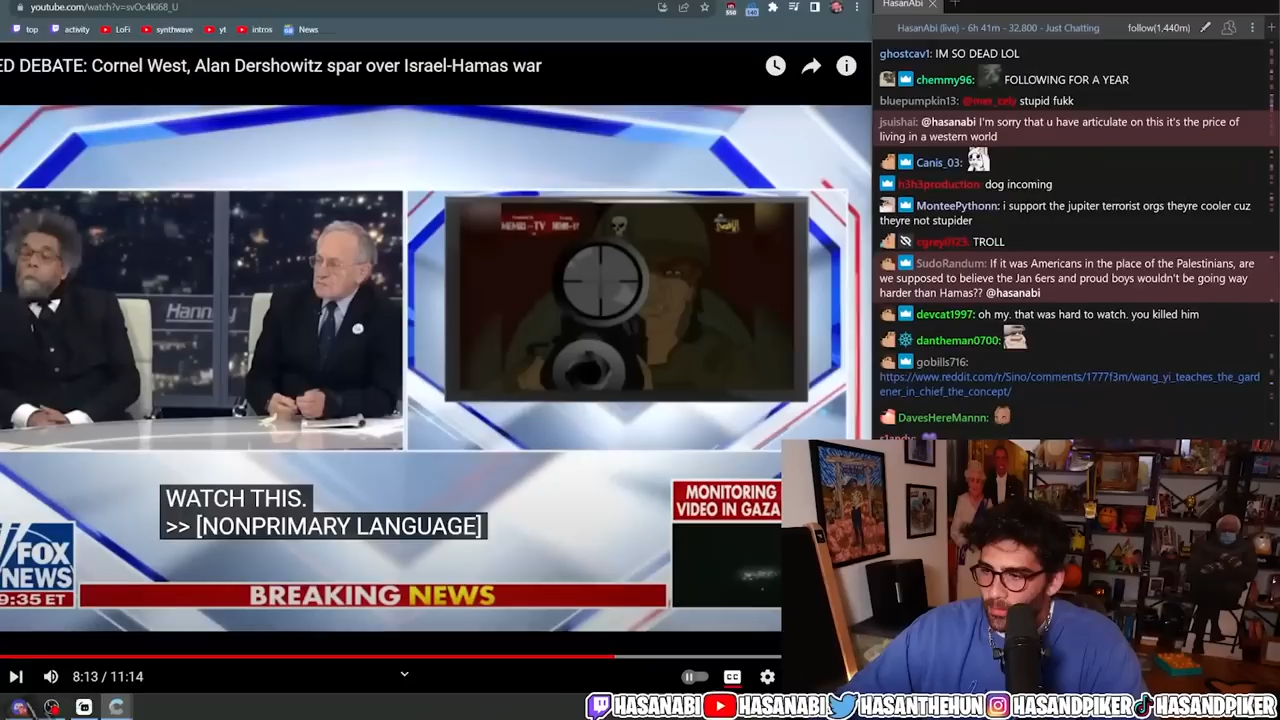 youtube.com/watch?v=svOc4Ki68_U
HasanAbi
top
activity
LoFi
synthwave
yt
intros
News
HasanAbi (live) - 6h 41m - 32,800 - Just Chatting
follow(1,440m)
ED DEBATE: Cornel West, Alan Dershowitz spar over Israel-Hamas war
ghostcav1: IM SO DEAD LOL
chemmy96: FOLLOWING FOR A YEAR
bluepumpkin13: stupid fukk
jsuishai: @hasanabi I'm sorry that u have articulate on this it's the price of
living in a western world
Canis_03:
h3h3production dog incoming
MonteePythonn: i support the jupiter terrorist orgs theyre cooler cuz
theyre not stupider
cgrey0123: TROLL
SudoRandum: If it was Americans in the place of the Palestinians, are
we supposed to believe the Jan 6ers and proud boys wouldn't be going way
harder than Hamas?? @hasanabi
devcat1997: oh my. that was hard to watch. you killed him
dantheman0700:
gobills716:
https://www.reddit.com/r/Sino/comments/1777f3m/wang_yi_teaches_the_gard
ener_in_chief_the_concept/
DavesHereMannn:
Hannity
WATCH THIS.
>> [NONPRIMARY LANGUAGE]
MONITORING
VIDEO IN GAZA
FOX
NEWS
9:35 ET
BREAKING NEWS
8:13 / 11:14
CC
HASANABI
HASANABI
HASANTHEHUN
HASANDPIKER
HASANDPIKER